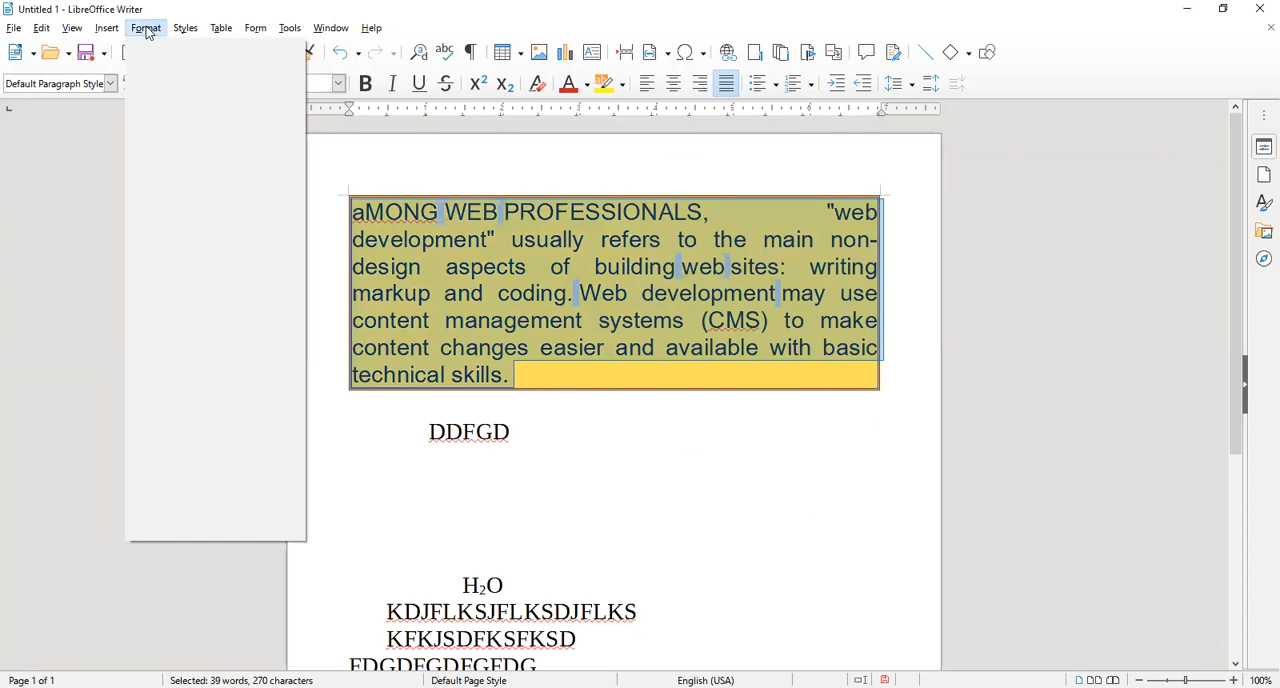 Untitled 1 - LibreOffice Writer
File Edit View Insert Format Styles Table Form Tools Window Help
Default Paragraph Style
aMONG WEB PROFESSIONALS, "web
development" usually refers to the main non-
design aspects of building web sites: writing
markup and coding. Web development may use
content management systems (CMS) to make
content changes easier and available with basic
technical skills.
DDFGD
H₂O
KDJFLKSJFLKSDJFLKS
KFKJSDFKSFKSD
FDGDFGDFGFDG
Page 1 of 1 Selected: 39 words, 270 characters Default Page Style English (USA) 100%